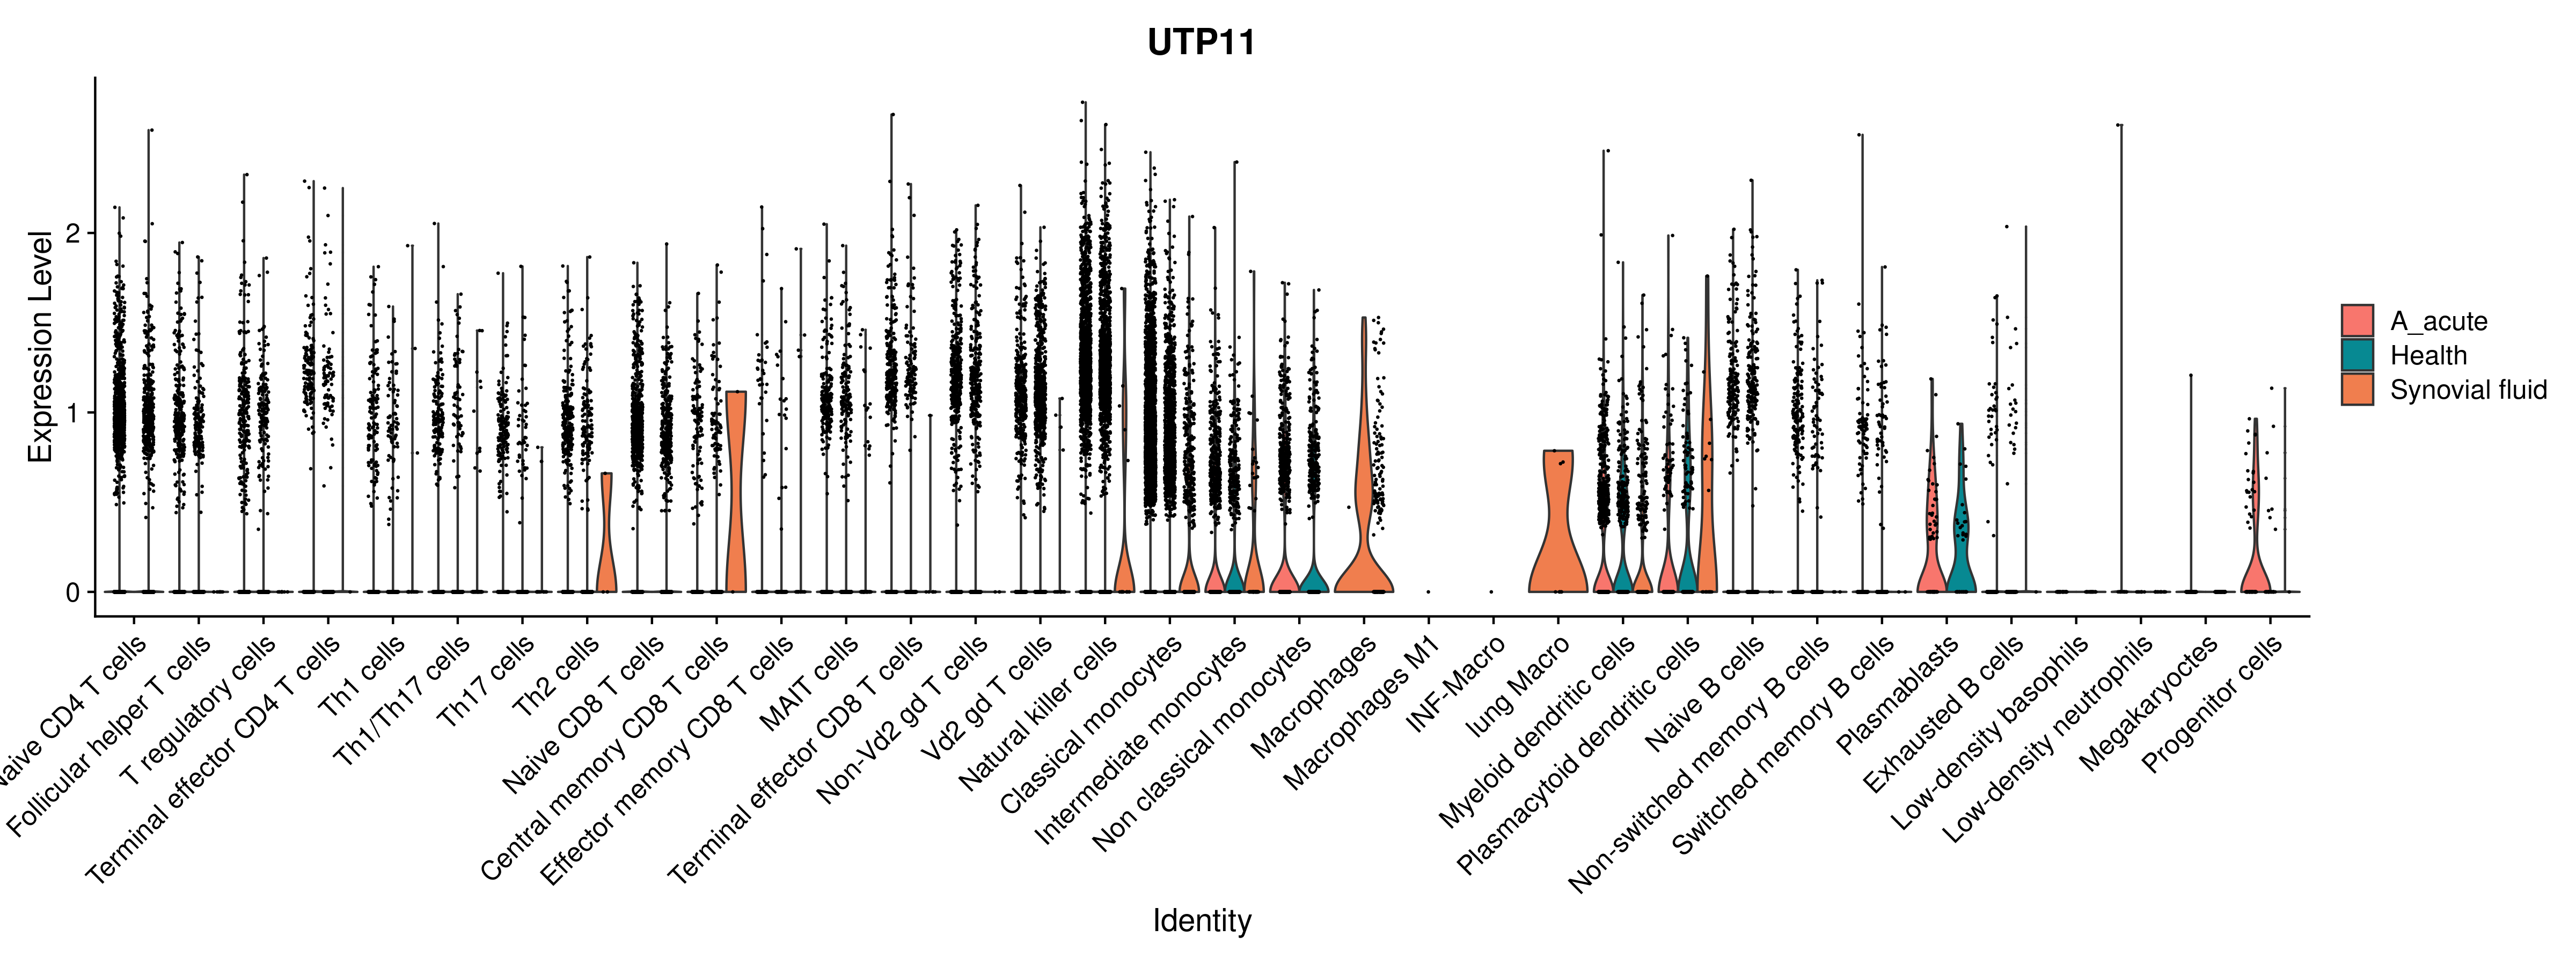 UTP11
Expression Level
2
1
0
Naive CD4 T cells
Follicular helper T cells
T regulatory cells
Terminal effector CD4 T cells
Th1 cells
Th1/Th17 cells
Th17 cells
Th2 cells
Naive CD8 T cells
Central memory CD8 T cells
Effector memory CD8 T cells
MAIT cells
Terminal effector CD8 T cells
Non-Vd2 gd T cells
Vd2 gd T cells
Natural killer cells
Classical monocytes
Intermediate monocytes
Non classical monocytes
Macrophages
Macrophages M1
INF-Macro
lung Macro
Myeloid dendritic cells
Plasmacytoid dendritic cells
Naive B cells
Non-switched memory B cells
Switched memory B cells
Plasmablasts
Exhausted B cells
Low-density basophils
Low-density neutrophils
Megakaryoctes
Progenitor cells
Identity
A_acute
Health
Synovial fluid